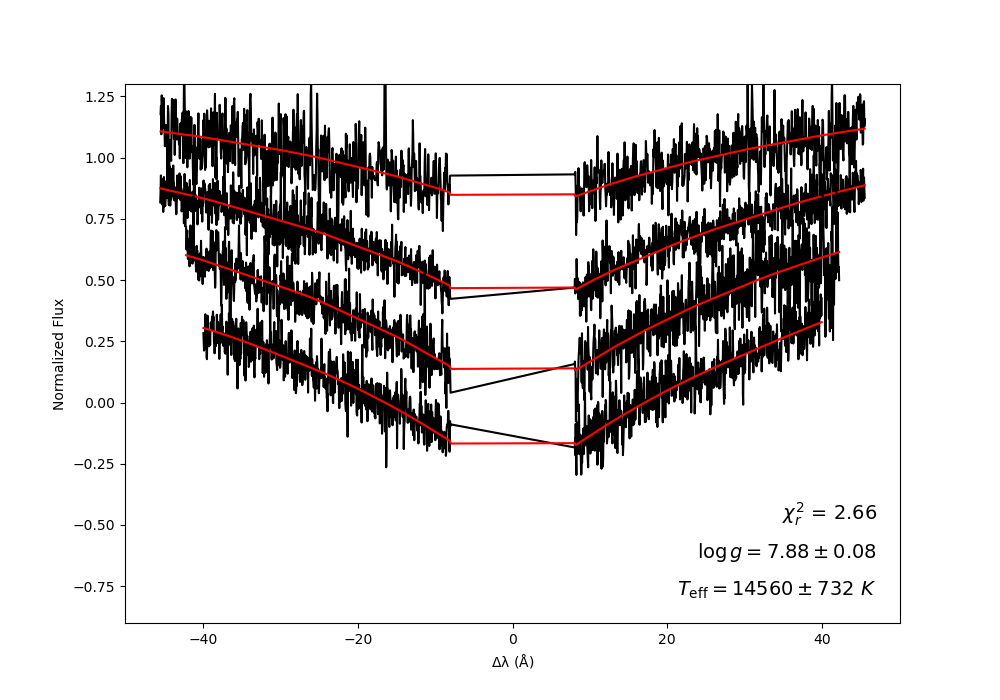 1.25
1.00
0.75
0.50
0.25
0.00
−0.25
−0.50
−0.75
Normalized Flux
χ²ᵣ = 2.66
log g = 7.88 ± 0.08
T_eff = 14560 ± 732 K
−40
−20
0
20
40
Δλ (Å)